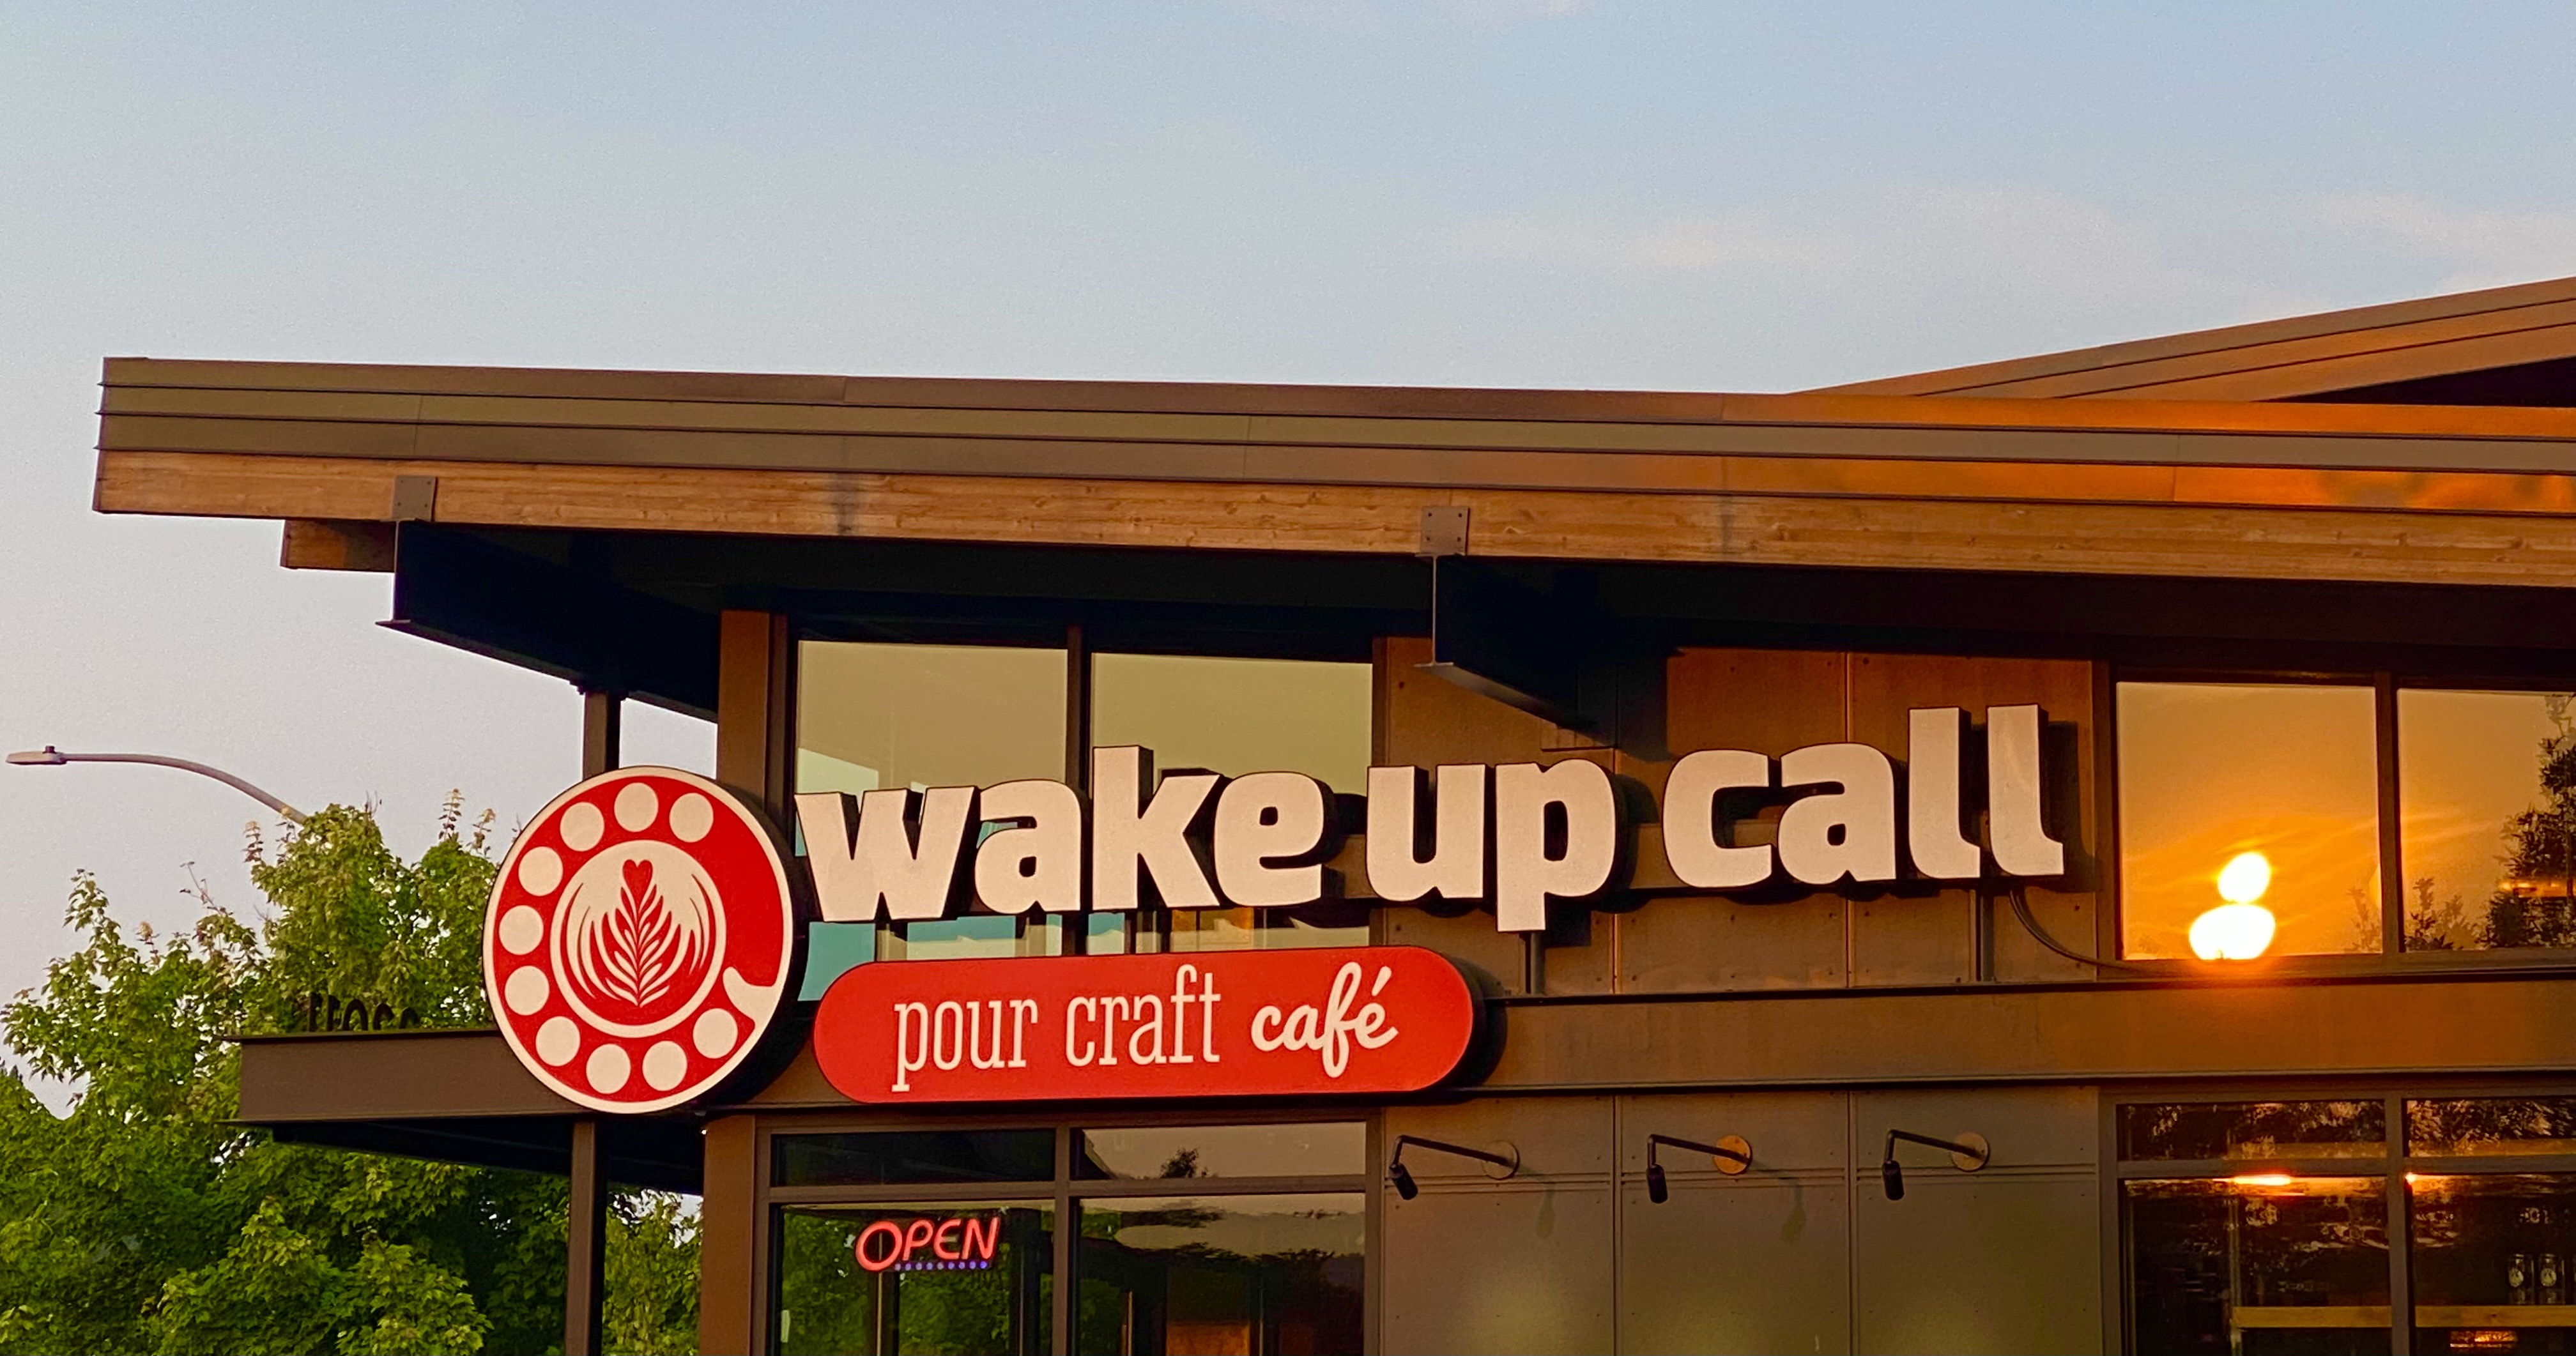 wake up call
pour craft café
OPEN